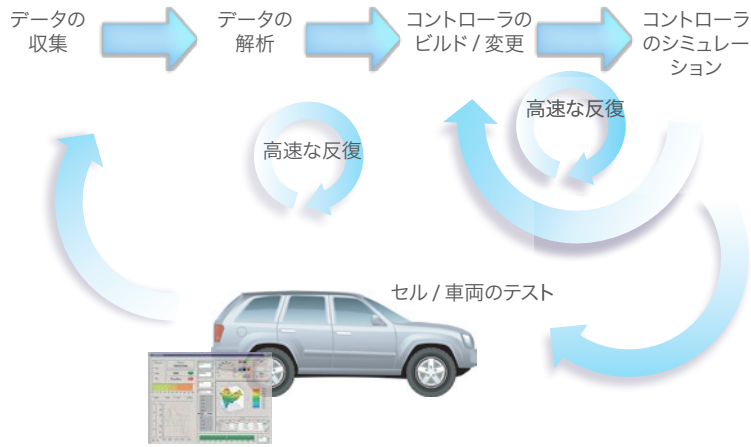 データの
収集
データの
解析
コントローラの
ビルド / 変更
コントローラ
のシミュレー
ション
高速な反復
高速な反復
セル / 車両のテスト